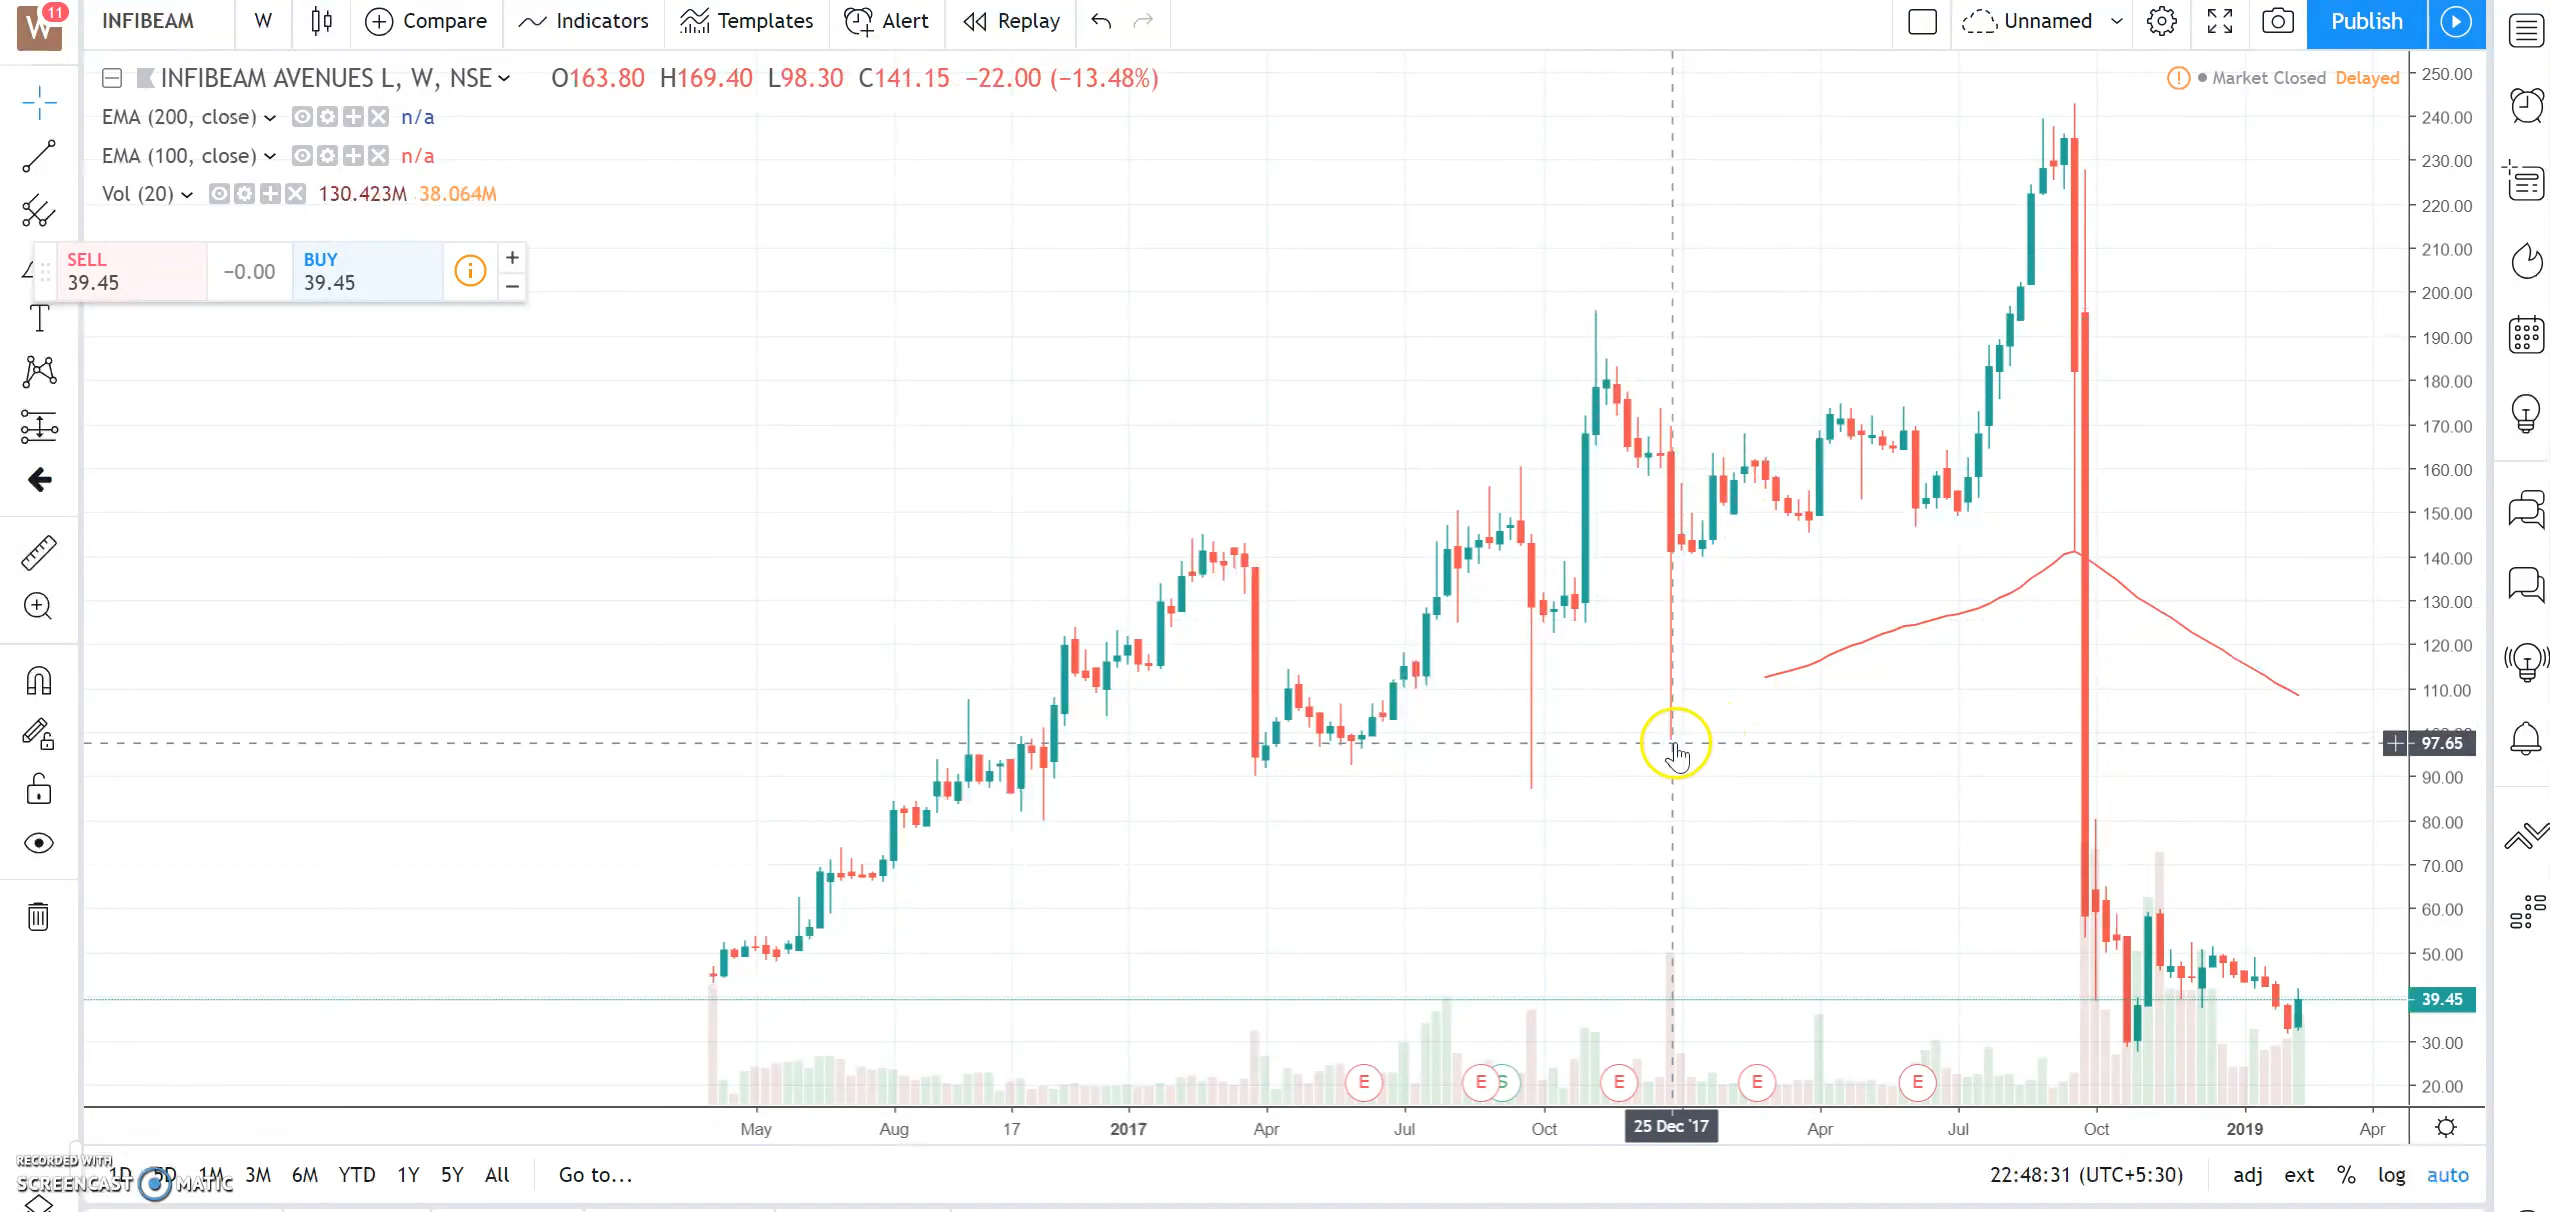 W 11 INFIBEAM W Compare Indicators Templates Alert Replay Unnamed Publish
INFIBEAM AVENUES L, W, NSE O163.80 H169.40 L98.30 C141.15 −22.00 (−13.48%) Market Closed Delayed
EMA (200, close) n/a
EMA (100, close) n/a
Vol (20) 130.423M 38.064M
SELL BUY
39.45 −0.00 39.45
250.00
240.00
230.00
220.00
210.00
200.00
190.00
180.00
170.00
160.00
150.00
140.00
130.00
120.00
110.00
97.65
90.00
80.00
70.00
60.00
50.00
39.45
30.00
20.00
E E S E E E
May Aug 17 2017 Apr Jul Oct 25 Dec '17 Apr Jul Oct 2019 Apr
RECORDED WITH
SCREENCAST MATIC
1D 5D 1M 3M 6M YTD 1Y 5Y All Go to... 22:48:31 (UTC+5:30) adj ext % log auto